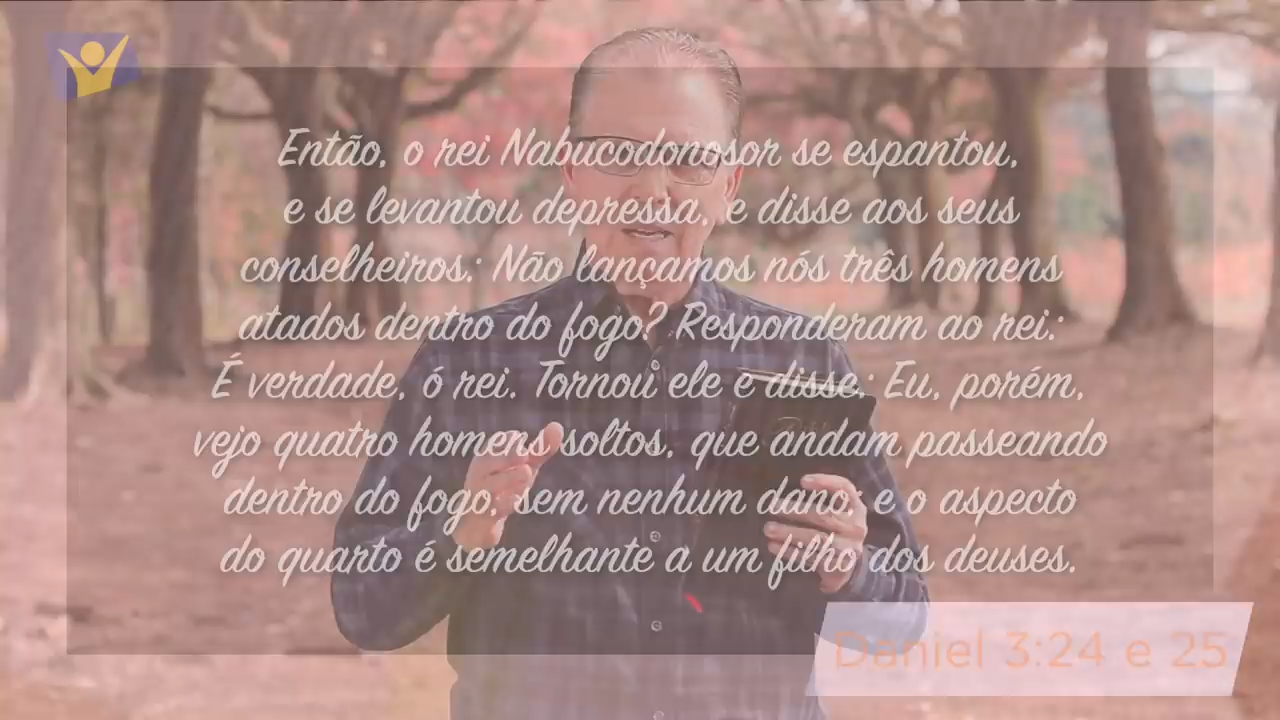 Então, o rei Nabucodonosor se espantou,
e se levantou depressa, e disse aos seus
conselheiros: Não lançamos nós três homens
atados dentro do fogo? Responderam ao rei:
É verdade, ó rei. Tornou ele e disse: Eu, porém,
vejo quatro homens soltos, que andam passeando
dentro do fogo, sem nenhum dano; e o aspecto
do quarto é semelhante a um filho dos deuses.
Daniel 3:24 e 25